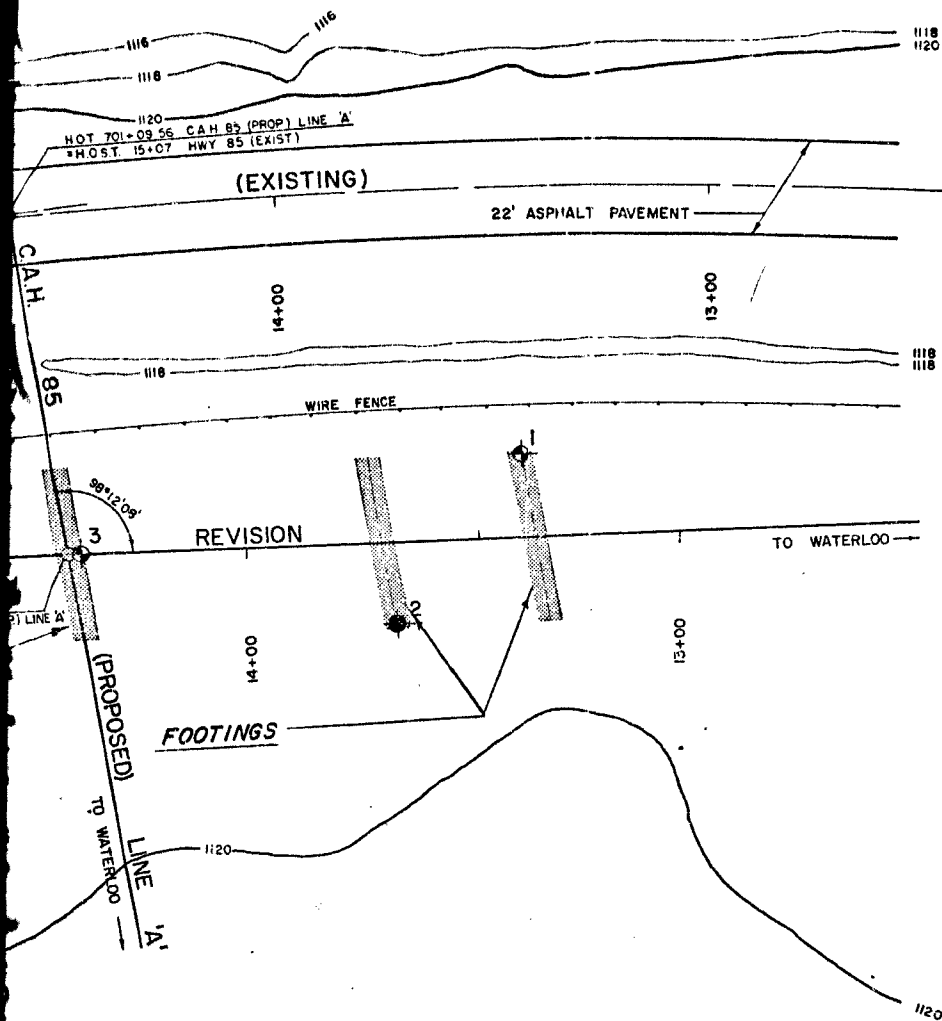 1116
1116
1118
1118
1120
1120
HOT 701+09.56 C A H 85 (PROP) LINE 'A'
=H.O.S.T. 15+07 HWY 85 (EXIST)
(EXISTING)
22' ASPHALT PAVEMENT
C.A.H. 85
14+00
13+00
1118
1118
1118
WIRE FENCE
1
98°12'09"
3
REVISION
TO WATERLOO
LINE 'A'
2
14+00
13+00
(PROPOSED)
FOOTINGS
TO WATERLOO
LINE 'A'
1120
1120